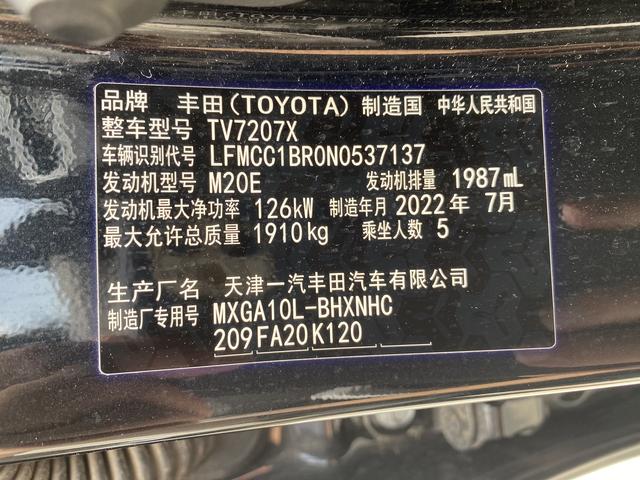 品牌 丰田(TOYOTA) 制造国 中华人民共和国
整车型号 TV7207X
车辆识别代号 LFMCC1BR0N0537137
发动机型号 M20E 发动机排量 1987mL
发动机最大净功率 126kW 制造年月 2022年 7月
最大允许总质量 1910kg 乘坐人数 5
生产厂名 天津一汽丰田汽车有限公司
制造厂专用号 MXGA10L-BHXNHC
209 FA20 K120